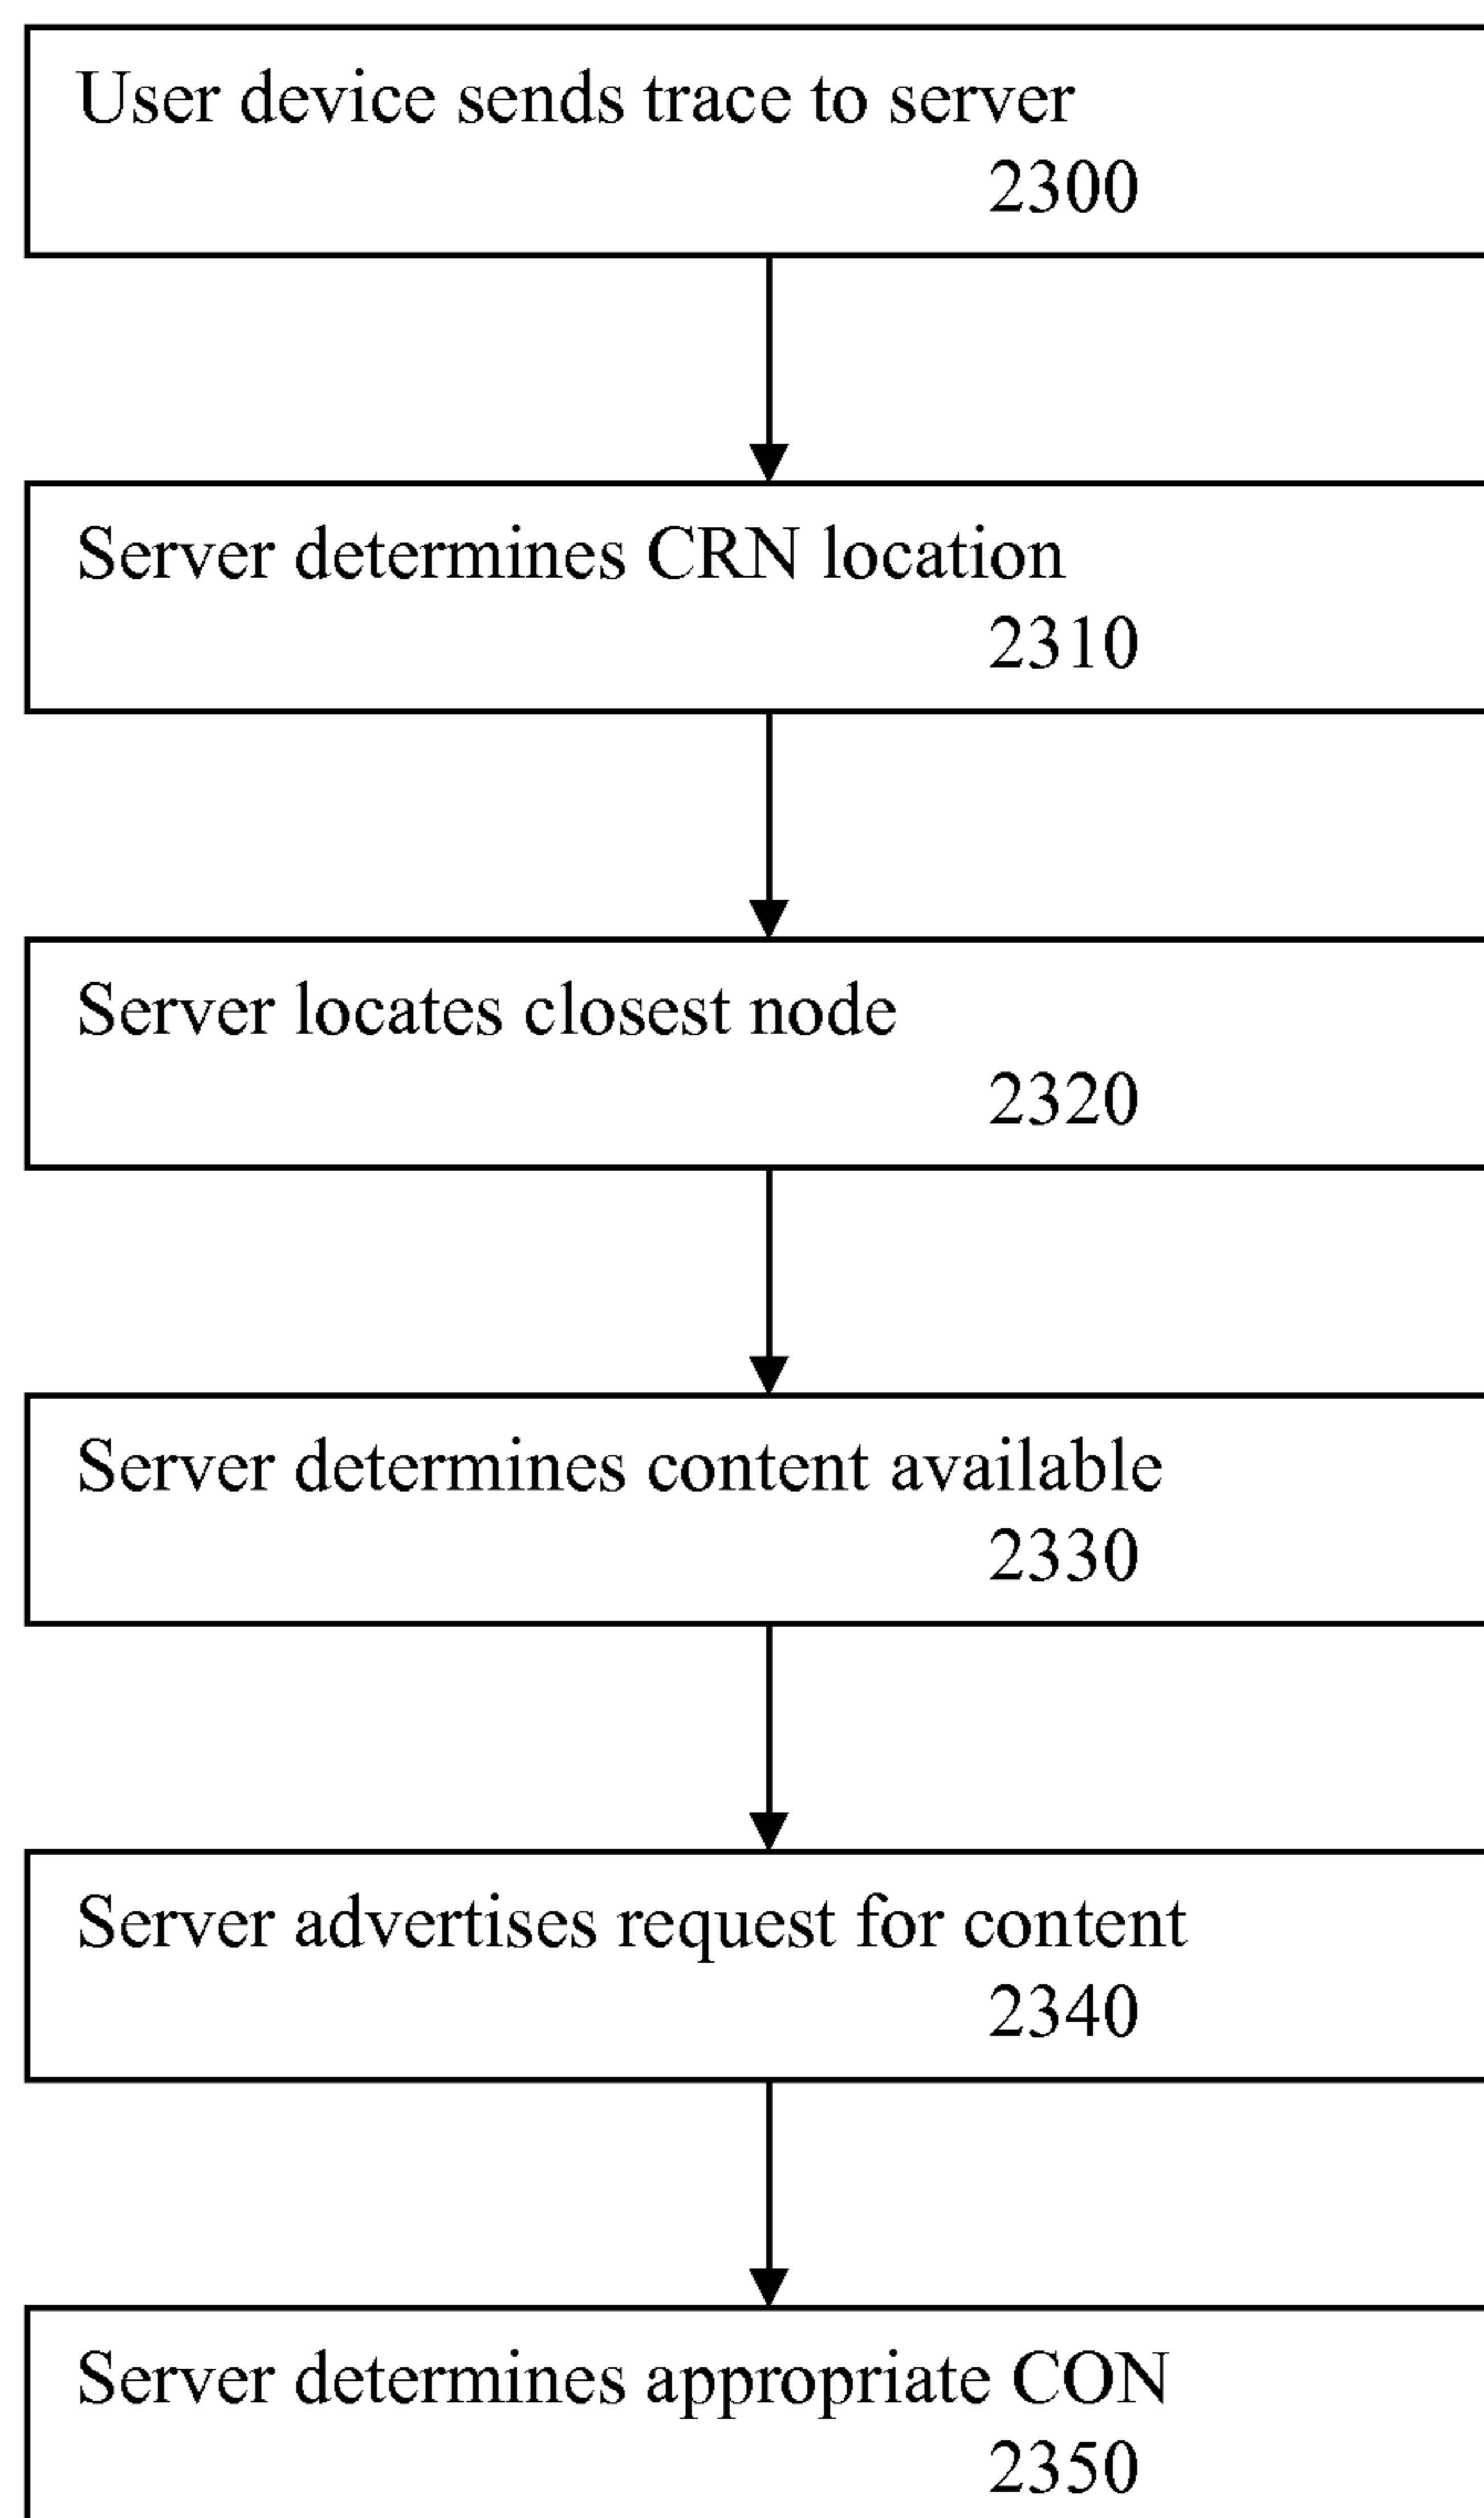 User device sends trace to server
2300
Server determines CRN location
2310
Server locates closest node
2320
Server determines content available
2330
Server advertises request for content
2340
Server determines appropriate CON
2350